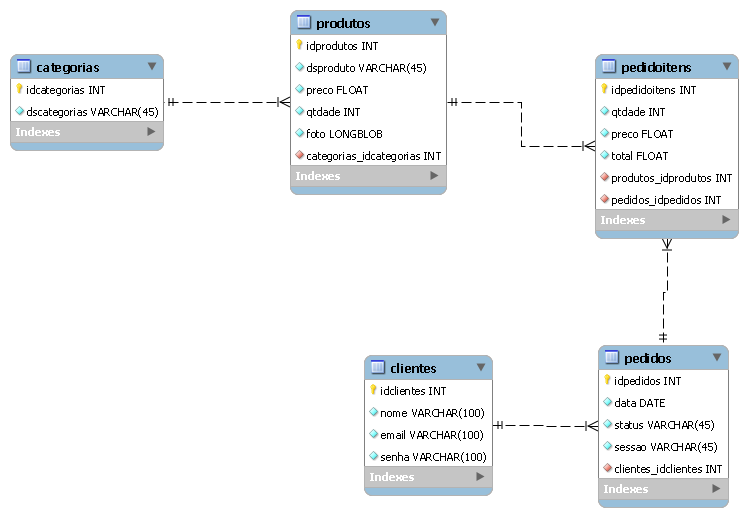 categorias
idcategorias INT
dscategorias VARCHAR(45)
Indexes
produtos
idprodutos INT
dsproduto VARCHAR(45)
preco FLOAT
qtdade INT
foto LONGBLOB
categorias_idcategorias INT
Indexes
pedidoitens
idpedidoitens INT
qtdade INT
preco FLOAT
total FLOAT
produtos_idprodutos INT
pedidos_idpedidos INT
Indexes
clientes
idclientes INT
nome VARCHAR(100)
email VARCHAR(100)
senha VARCHAR(100)
Indexes
pedidos
idpedidos INT
data DATE
status VARCHAR(45)
sessao VARCHAR(45)
clientes_idclientes INT
Indexes